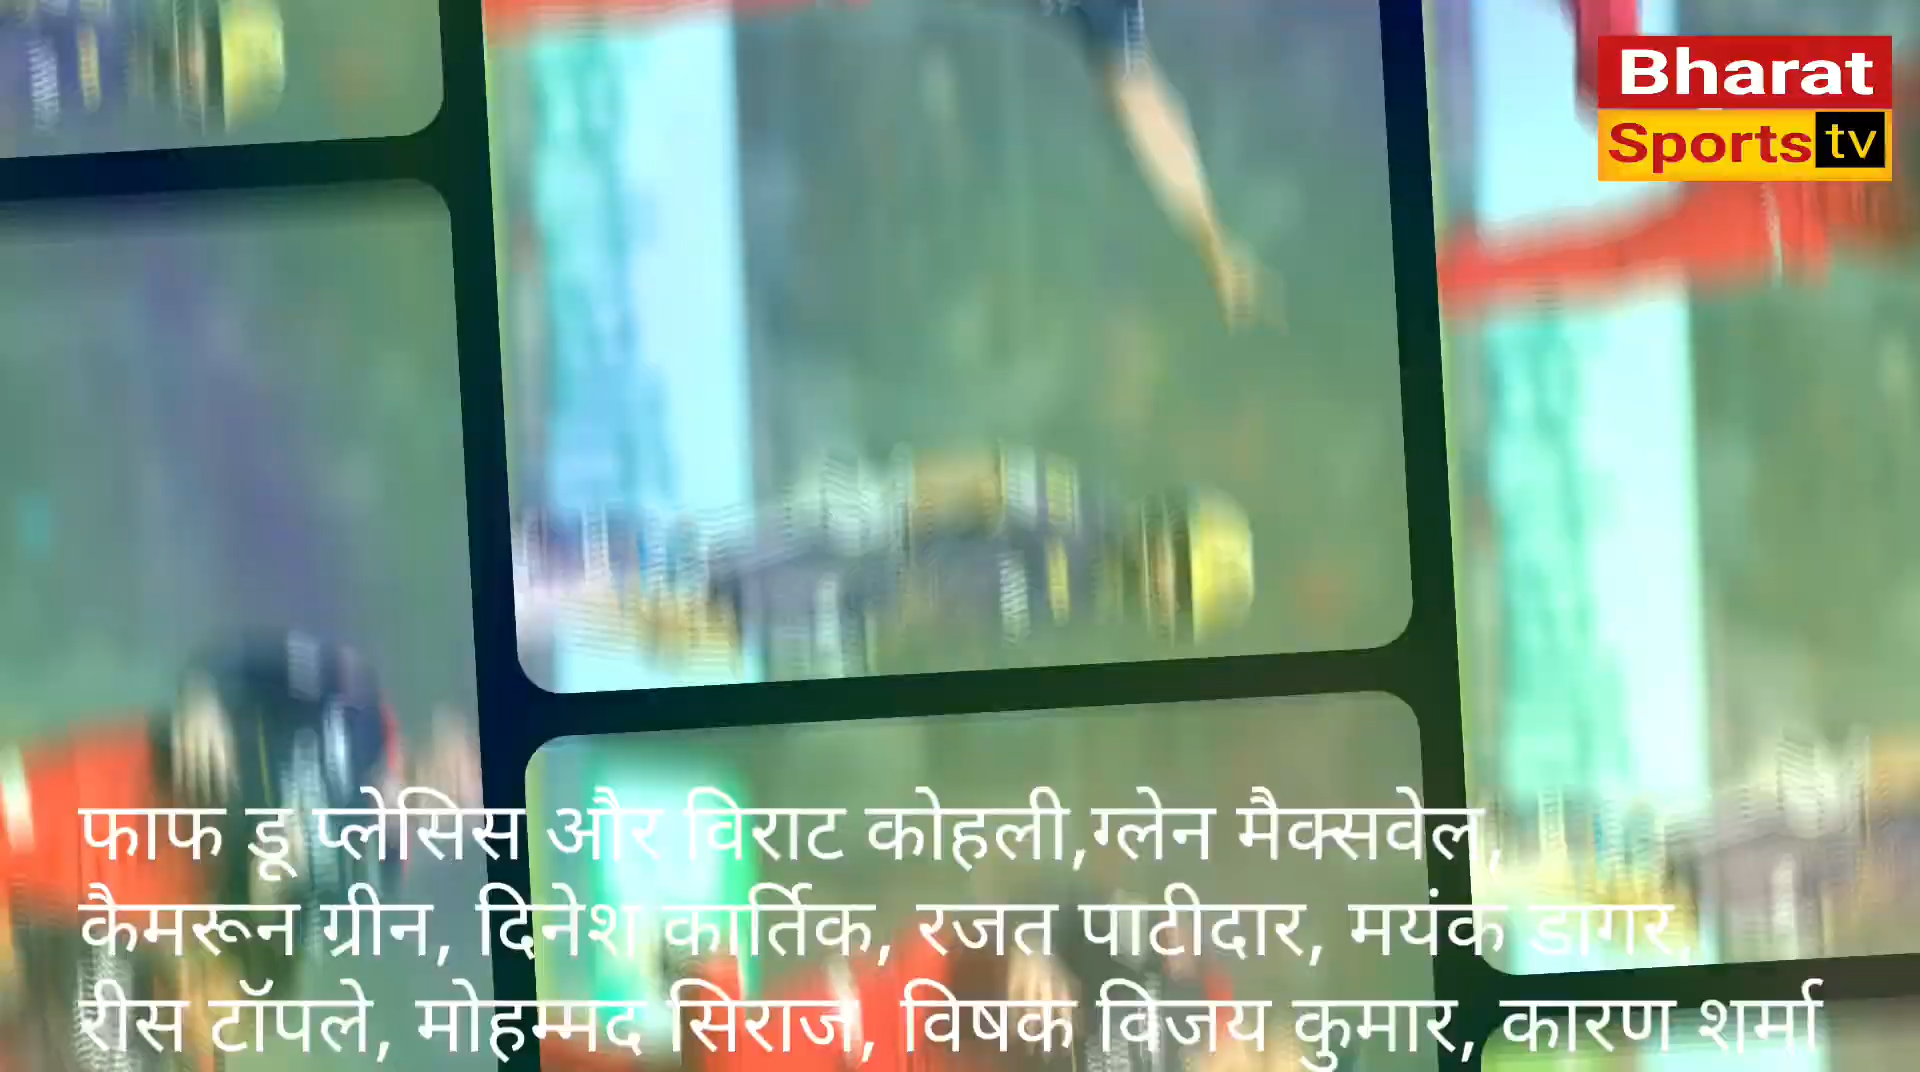 Bharat
Sports tv
फाफ डू प्लेसिस और विराट कोहली,ग्लेन मैक्सवेल,
कैमरून ग्रीन, दिनेश कार्तिक, रजत पाटीदार, मयंक डागर,
रीस टॉपले, मोहम्मद सिराज, विषक विजय कुमार, कारण शर्मा